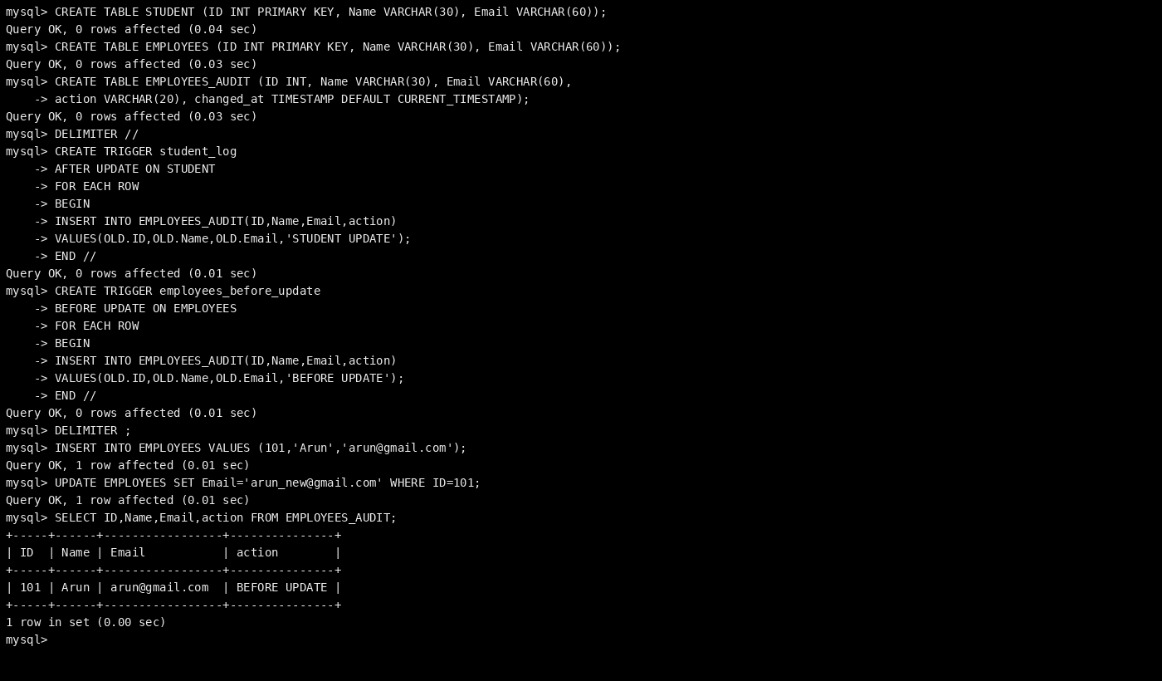 mysql> CREATE TABLE STUDENT (ID INT PRIMARY KEY, Name VARCHAR(30), Email VARCHAR(60));
Query OK, 0 rows affected (0.04 sec)
mysql> CREATE TABLE EMPLOYEES (ID INT PRIMARY KEY, Name VARCHAR(30), Email VARCHAR(60));
Query OK, 0 rows affected (0.03 sec)
mysql> CREATE TABLE EMPLOYEES_AUDIT (ID INT, Name VARCHAR(30), Email VARCHAR(60),
    -> action VARCHAR(20), changed_at TIMESTAMP DEFAULT CURRENT_TIMESTAMP);
Query OK, 0 rows affected (0.03 sec)
mysql> DELIMITER //
mysql> CREATE TRIGGER student_log
    -> AFTER UPDATE ON STUDENT
    -> FOR EACH ROW
    -> BEGIN
    -> INSERT INTO EMPLOYEES_AUDIT(ID,Name,Email,action)
    -> VALUES(OLD.ID,OLD.Name,OLD.Email,'STUDENT UPDATE');
    -> END //
Query OK, 0 rows affected (0.01 sec)
mysql> CREATE TRIGGER employees_before_update
    -> BEFORE UPDATE ON EMPLOYEES
    -> FOR EACH ROW
    -> BEGIN
    -> INSERT INTO EMPLOYEES_AUDIT(ID,Name,Email,action)
    -> VALUES(OLD.ID,OLD.Name,OLD.Email,'BEFORE UPDATE');
    -> END //
Query OK, 0 rows affected (0.01 sec)
mysql> DELIMITER ;
mysql> INSERT INTO EMPLOYEES VALUES (101,'Arun','arun@gmail.com');
Query OK, 1 row affected (0.01 sec)
mysql> UPDATE EMPLOYEES SET Email='arun_new@gmail.com' WHERE ID=101;
Query OK, 1 row affected (0.01 sec)
mysql> SELECT ID,Name,Email,action FROM EMPLOYEES_AUDIT;
+-----+------+-----------------+---------------+
| ID  | Name | Email           | action        |
+-----+------+-----------------+---------------+
| 101 | Arun | arun@gmail.com  | BEFORE UPDATE |
+-----+------+-----------------+---------------+
1 row in set (0.00 sec)
mysql>